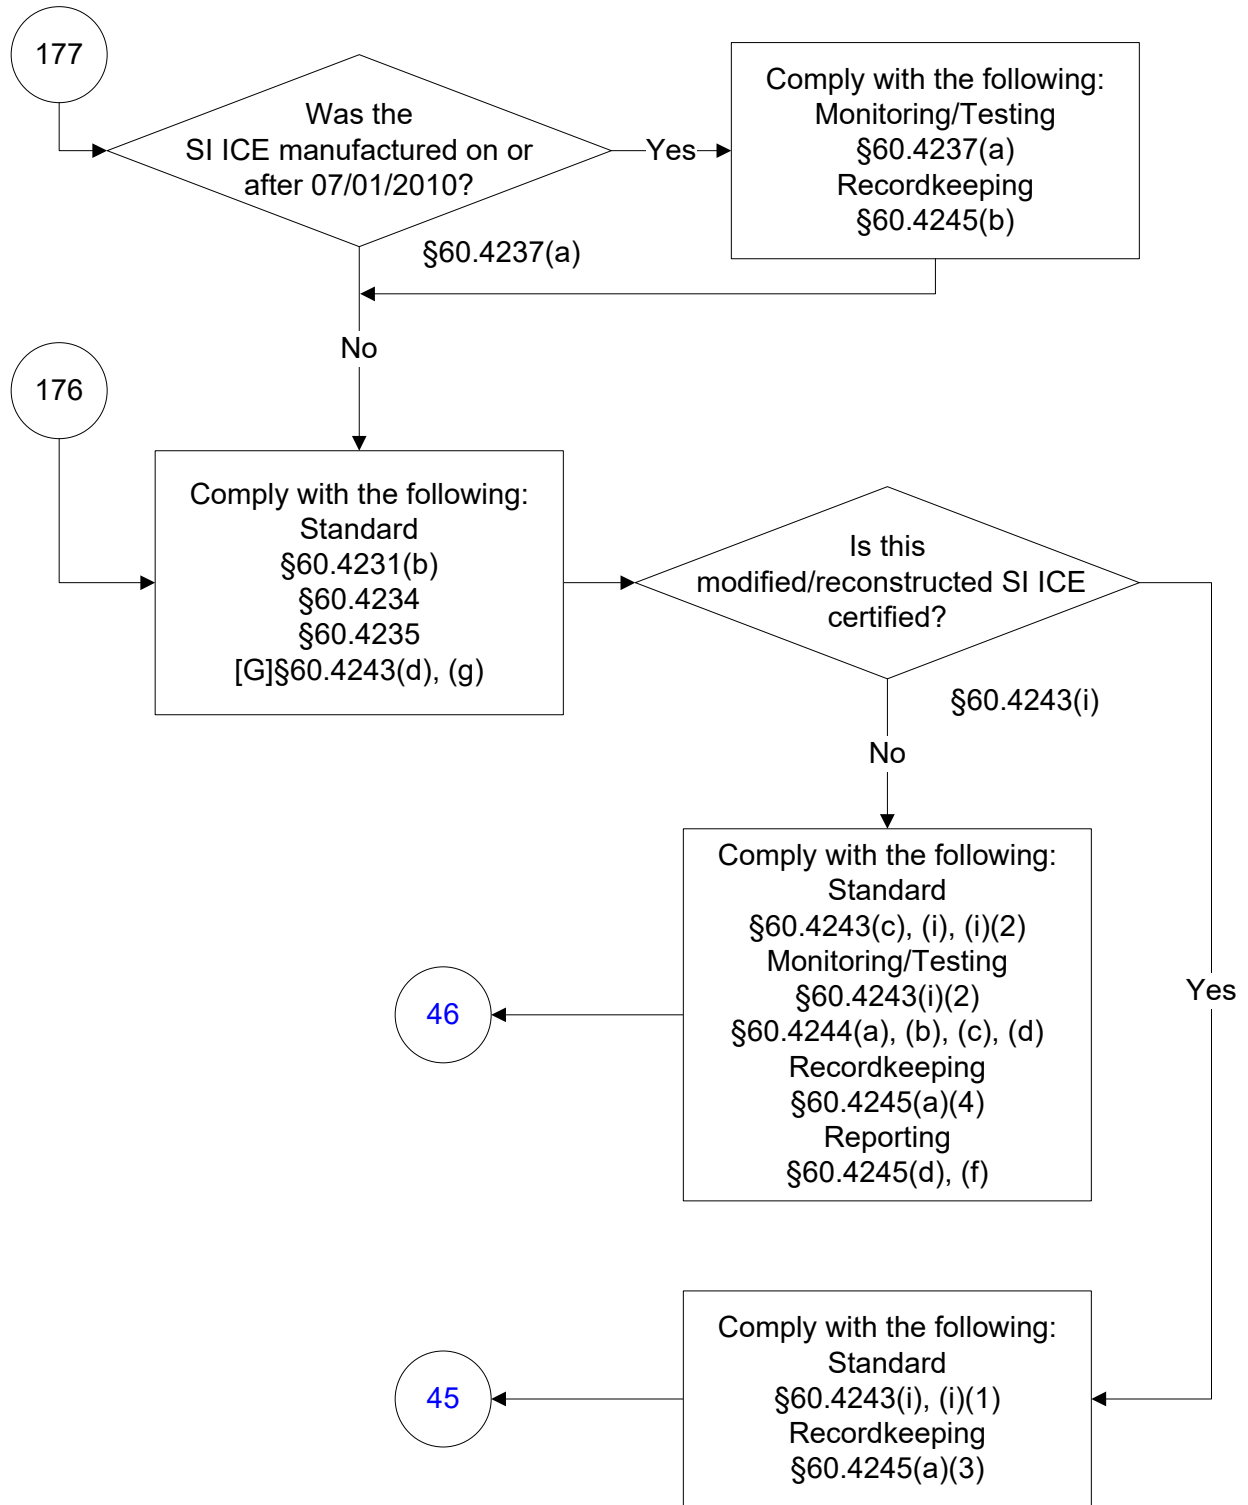 177
Was the
SI ICE manufactured on or
after 07/01/2010?
Yes
Comply with the following:
Monitoring/Testing
§60.4237(a)
Recordkeeping
§60.4245(b)
§60.4237(a)
No
176
Comply with the following:
Standard
§60.4231(b)
§60.4234
§60.4235
[G]§60.4243(d), (g)
Is this
modified/reconstructed SI ICE
certified?
§60.4243(i)
No
Yes
Comply with the following:
Standard
§60.4243(c), (i), (i)(2)
Monitoring/Testing
§60.4243(i)(2)
§60.4244(a), (b), (c), (d)
Recordkeeping
§60.4245(a)(4)
Reporting
§60.4245(d), (f)
46
Comply with the following:
Standard
§60.4243(i), (i)(1)
Recordkeeping
§60.4245(a)(3)
45